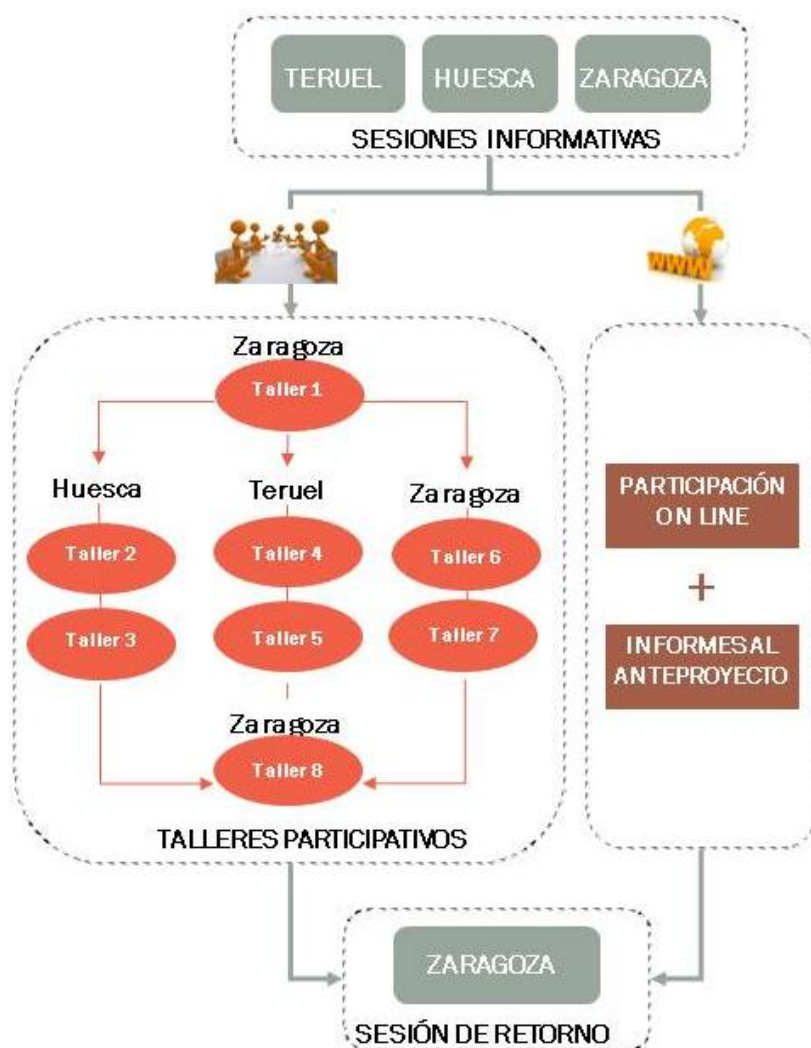 TERUEL
HUESCA
ZARAGOZA
SESIONES INFORMATIVAS
WWW
Zaragoza
Taller 1
Huesca
Teruel
Zaragoza
Taller 2
Taller 4
Taller 6
Taller 3
Taller 5
Taller 7
Zaragoza
Taller 8
TALLERES PARTICIPATIVOS
PARTICIPACIÓN
ON LINE
+
INFORMES AL
ANTEPROYECTO
ZARAGOZA
SESIÓN DE RETORNO